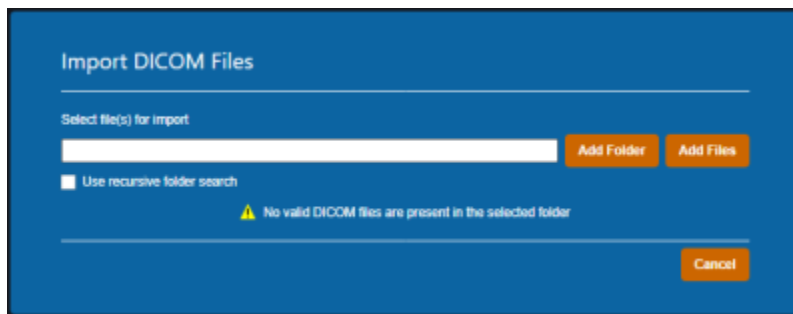 Import DICOM Files
Select file(s) for import
Add Folder
Add Files
Use recursive folder search
No valid DICOM files are present in the selected folder
Cancel